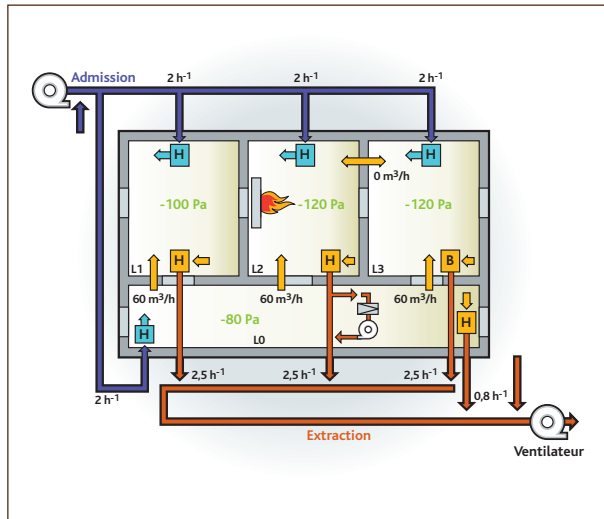 2 h-1 2 h-1 2 h-1
Admission
H H H
0 m³/h
-100 Pa -120 Pa -120 Pa
H H B
L1 L2 L3
60 m³/h 60 m³/h 60 m³/h
-80 Pa
H H
L0
2,5 h-1 2,5 h-1 2,5 h-1
2 h-1 0,8 h-1
Extraction
Ventilateur